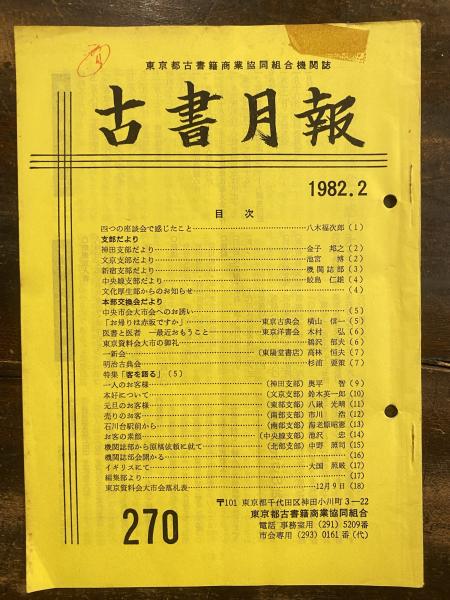 東京都古書籍商業協同組合機関誌
古書月報
1982.2
目次
四つの座談会で感じたこと……八木福次郎(1)
支部だより
神田支部だより……金子 邦之(2)
文京支部だより……池宮 博(2)
新宿支部だより……機関誌部(3)
中央線支部だより……鮫島 仁雄(4)
文化厚生部からのお知らせ……(4)
本部交換会だより
中央市会大市会へのお誘い……(5)
「お帰りは赤坂ですか」……東京古典会 横山 信一(5)
医書と医者 一最近おもうこと……東京洋書会 木村 弘(6)
東京資料会大市の御礼……鶴沢 郁夫(6)
一新会……(東陽堂書店)高林 恒夫(7)
明治古典会……杉浦 要策(7)
特集「客を語る」(5)
一人のお客様……(神田支部)奥平 智(9)
本好について……(文京支部)鈴木英一郎(10)
元旦のお客様……(東部支部)八鍬 光晴(11)
売りのお客……(南部支部)市川 浩(12)
石川台駅前から……(南部支部)海老原昭憲(13)
お客の素顔……(中央線支部)池沢 忠(14)
機関誌部から原稿依頼に就て……(北部支部)中野 照司(15)
機関誌部会開かる……(16)
イギリスにて……大国 照岐(17)
編集部より……(17)
東京資料会大市会落札表……12月9日(18)
〒101 東京都千代田区神田小川町3―22
東京都古書籍商業協同組合
電話 事務室用(291)5209番
市会専用(293)0161番(代)
270